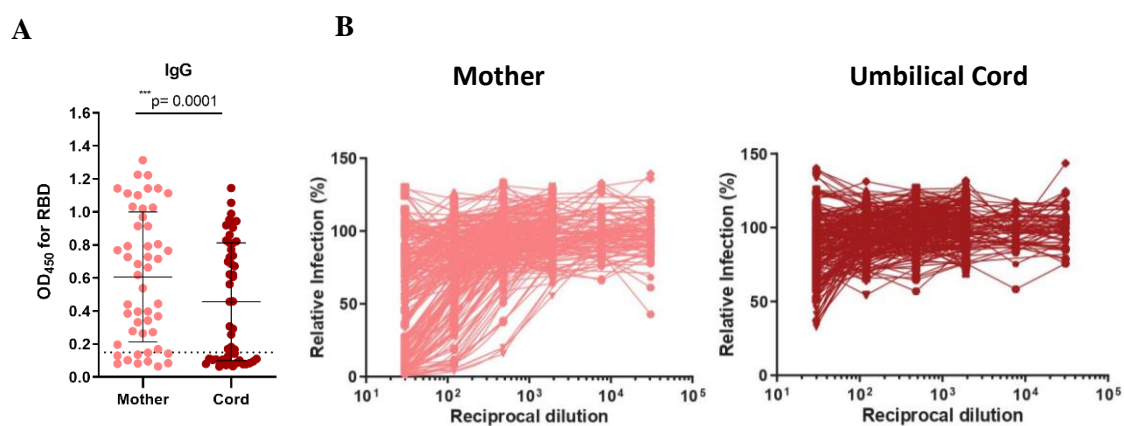 A
B
IgG
***p= 0.0001
Mother
Umbilical Cord
OD450 for RBD
1.6
1.4
1.2
1.0
0.8
0.6
0.4
0.2
0.0
Mother
Cord
Relative Infection (%)
150
100
50
0
10^1
10^2
10^3
10^4
10^5
Reciprocal dilution
Relative Infection (%)
150
100
50
0
10^1
10^2
10^3
10^4
10^5
Reciprocal dilution